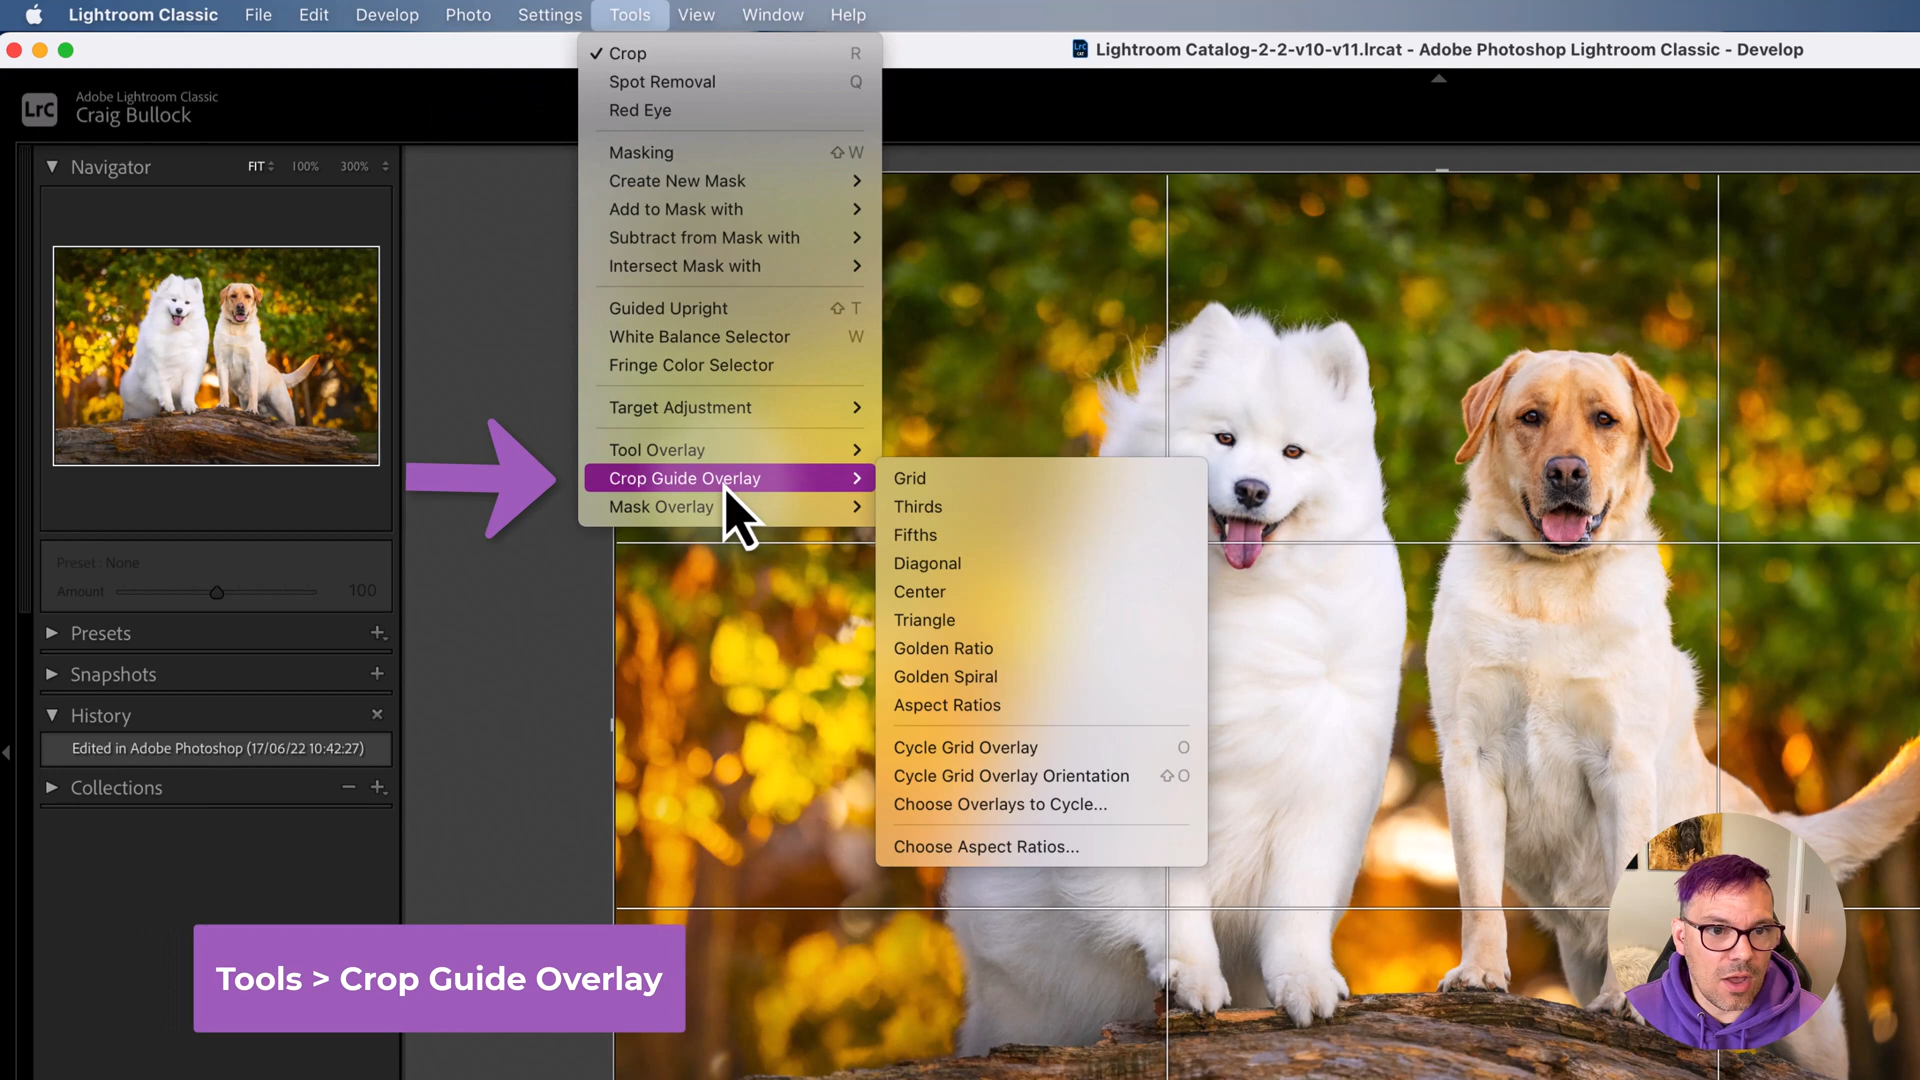 Lightroom Classic File Edit Develop Photo Settings Tools View Window Help
Lightroom Catalog-2-2-v10-v11.lrcat - Adobe Photoshop Lightroom Classic - Develop
LrC
Adobe Lightroom Classic
Craig Bullock
Navigator FIT 100% 300%
Preset : None
Amount 100
Presets
Snapshots
History
Edited in Adobe Photoshop (17/06/22 10:42:27)
Collections
✓ Crop R
Spot Removal Q
Red Eye
Masking ⇧ W
Create New Mask
Add to Mask with
Subtract from Mask with
Intersect Mask with
Guided Upright ⇧ T
White Balance Selector W
Fringe Color Selector
Target Adjustment
Tool Overlay
Crop Guide Overlay
Mask Overlay
Grid
Thirds
Fifths
Diagonal
Center
Triangle
Golden Ratio
Golden Spiral
Aspect Ratios
Cycle Grid Overlay O
Cycle Grid Overlay Orientation ⇧ O
Choose Overlays to Cycle...
Choose Aspect Ratios...
Tools > Crop Guide Overlay